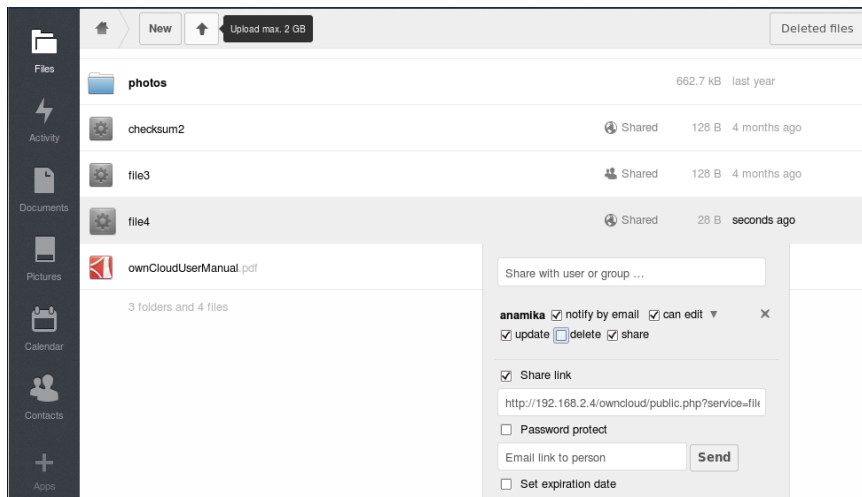 Files
Activity
Documents
Pictures
Calendar
Contacts
Apps
New
Upload max. 2 GB
Deleted files
photos 662.7 kB last year
checksum2 Shared 128 B 4 months ago
file3 Shared 128 B 4 months ago
file4 Shared 28 B seconds ago
ownCloudUserManual.pdf
3 folders and 4 files
Share with user or group ...
anamika notify by email can edit
update delete share
Share link
http://192.168.2.4/owncloud/public.php?service=file
Password protect
Email link to person Send
Set expiration date